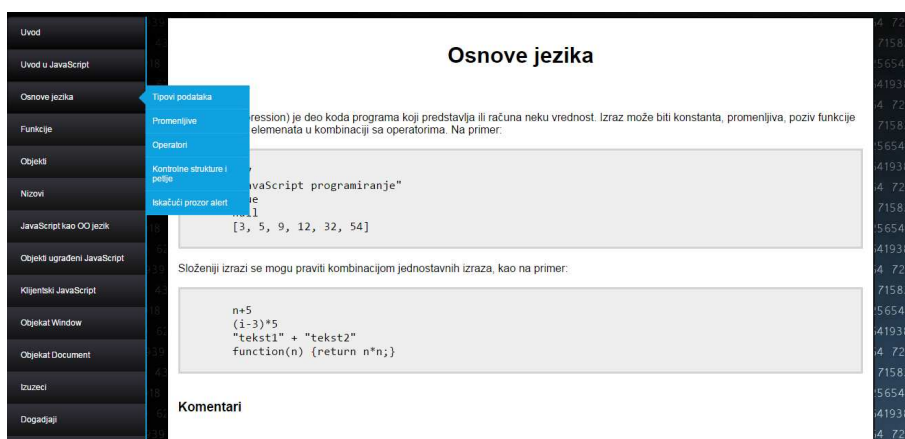 Uvod
Uvod u JavaScript
Osnove jezika
Funkcije
Objekti
Nizovi
JavaScript kao OO jezik
Objekti ugrađeni JavaScript
Klijentski JavaScript
Objekat Window
Objekat Document
Izuzeci
Dogadjaji
Tipovi podataka
Promenljive
Operatori
Kontrolne strukture i
petlje
Iskačući prozor alert
Osnove jezika
je deo koda programa koji predstavlja ili računa neku vrednost. Izraz može biti konstanta, promenljiva, poziv funkcije
elemenata u kombinaciji sa operatorima. Na primer:
programiranje"
[3, 5, 9, 12, 32, 54]
Složeniji izrazi se mogu praviti kombinacijom jednostavnih izraza, kao na primer:
n+5
(i-3)*5
"tekst1" + "tekst2"
function(n) {return n*n;}
Komentari